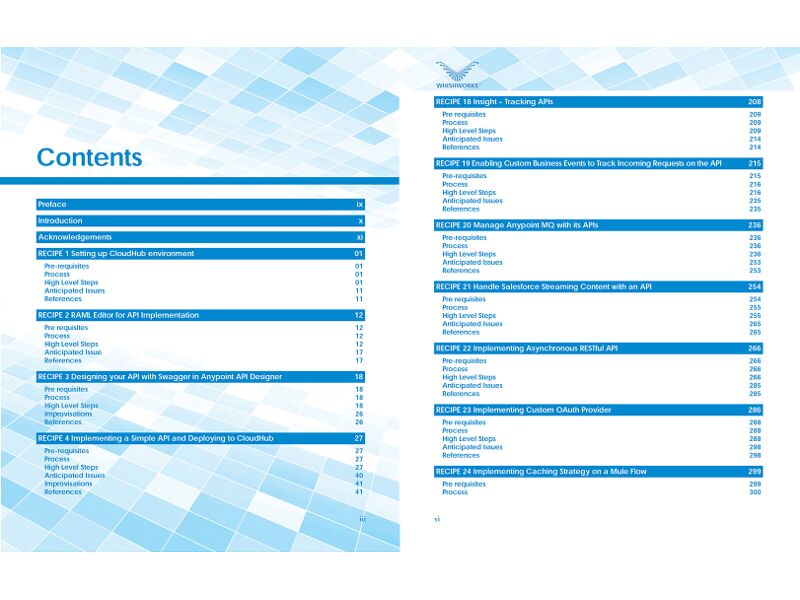 Contents
Preface ix
Introduction x
Acknowledgements xi
RECIPE 1 Setting up CloudHub environment 01
Pre-requisites 01
Process 01
High Level Steps 01
Anticipated Issues 11
References 11
RECIPE 2 RAML Editor for API Implementation 12
Pre requisites 12
Process 12
High Level Steps 12
Anticipated Issue 17
References 17
RECIPE 3 Designing your API with Swagger in Anypoint API Designer 18
Pre requisites 18
Process 18
High Level Steps 18
Improvisations 26
References 26
RECIPE 4 Implementing a Simple API and Deploying to CloudHub 27
Pre-requisites 27
Process 27
High Level Steps 27
Anticipated Issues 40
Improvisations 41
References 41
iii
WHISHWORKS
RECIPE 18 Insight – Tracking APIs 208
Pre requisites 209
Process 209
High Level Steps 209
Anticipated Issues 214
References 214
RECIPE 19 Enabling Custom Business Events to Track Incoming Requests on the API 215
Pre-requisites 215
Process 216
High Level Steps 216
Anticipated Issues 235
References 235
RECIPE 20 Manage Anypoint MQ with its APIs 236
Pre-requisites 236
Process 236
High Level Steps 236
Anticipated Issues 253
References 253
RECIPE 21 Handle Salesforce Streaming Content with an API 254
Pre requisites 254
Process 255
High Level Steps 255
Anticipated Issues 265
References 265
RECIPE 22 Implementing Asynchronous RESTful API 266
Pre-requisites 266
Process 266
High Level Steps 266
Anticipated Issues 285
References 285
RECIPE 23 Implementing Custom OAuth Provider 286
Pre-requisites 288
Process 288
High Level Steps 288
Anticipated Issues 298
References 298
RECIPE 24 Implementing Caching Strategy on a Mule Flow 299
Pre requisites 299
Process 300
vi